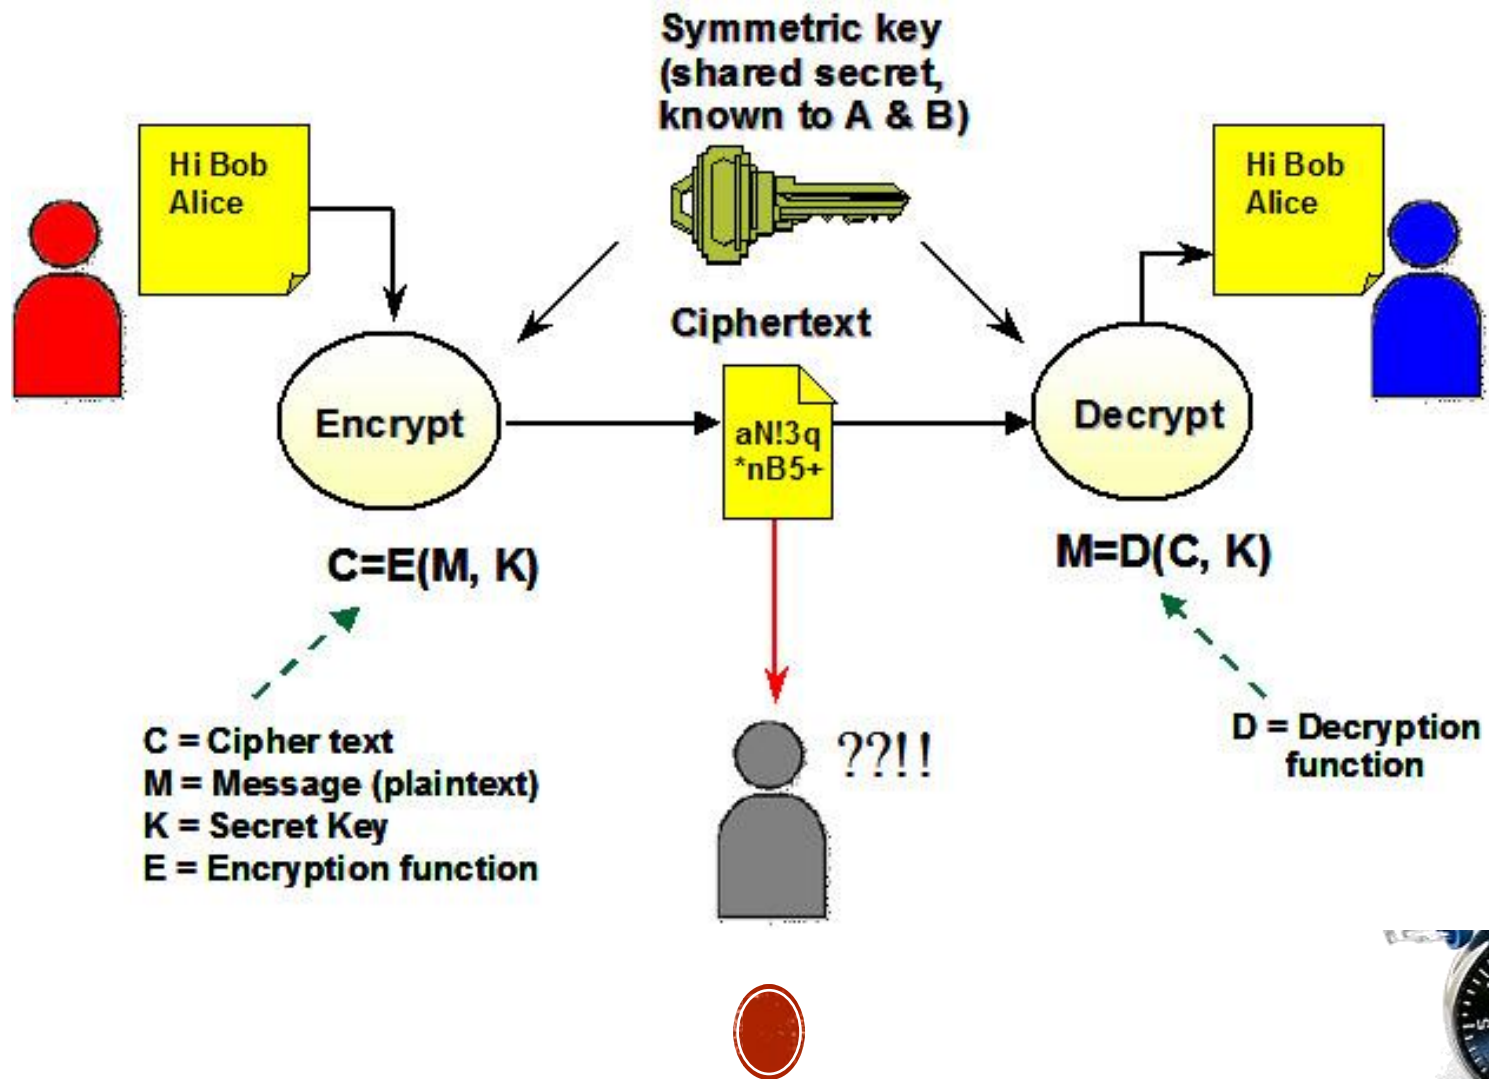 Symmetric key
(shared secret,
known to A & B)
Hi Bob
Alice
Hi Bob
Alice
Ciphertext
Encrypt
aN!3q
*nB5+
Decrypt
C=E(M, K)
M=D(C, K)
??!!
C = Cipher text
M = Message (plaintext)
K = Secret Key
E = Encryption function
D = Decryption
function
5